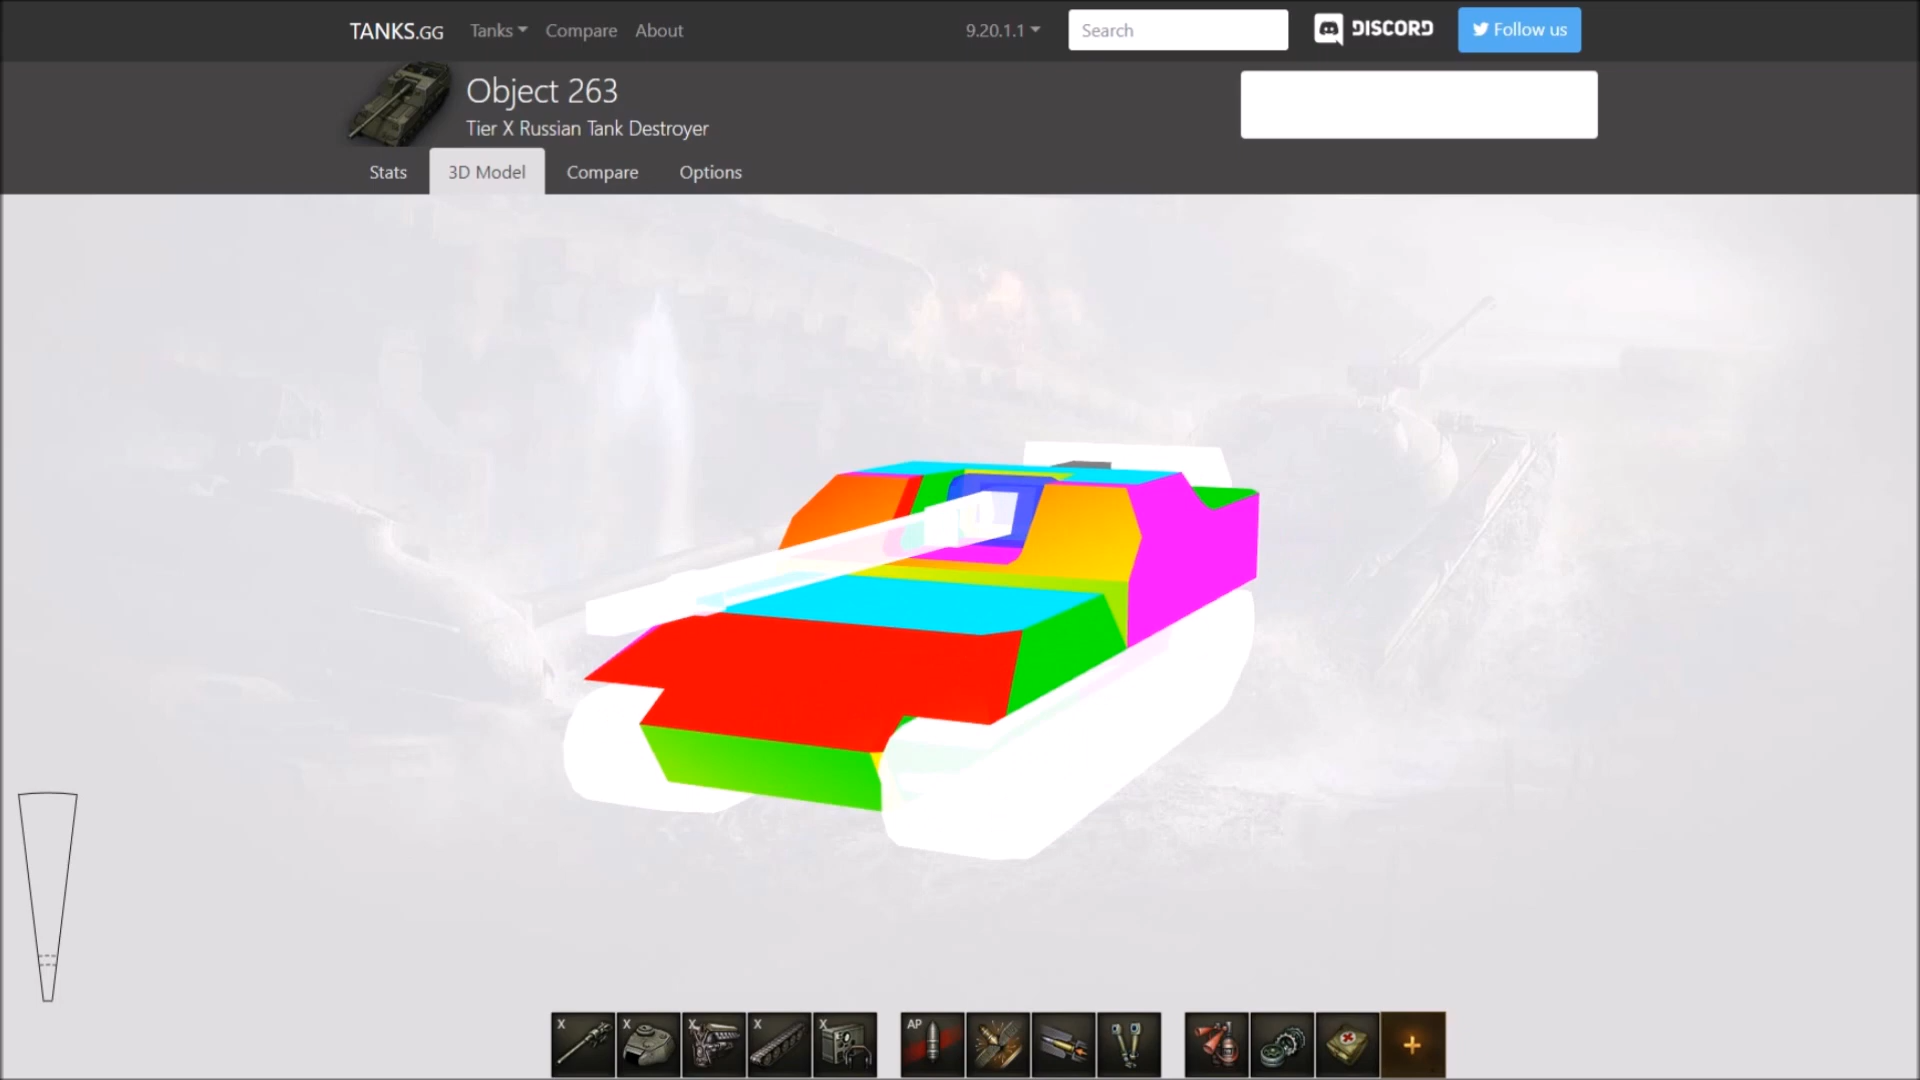 TANKS.GG Tanks Compare About 9.20.1.1 Search DISCORD Follow us
Object 263
Tier X Russian Tank Destroyer
Stats 3D Model Compare Options
X X X X X AP